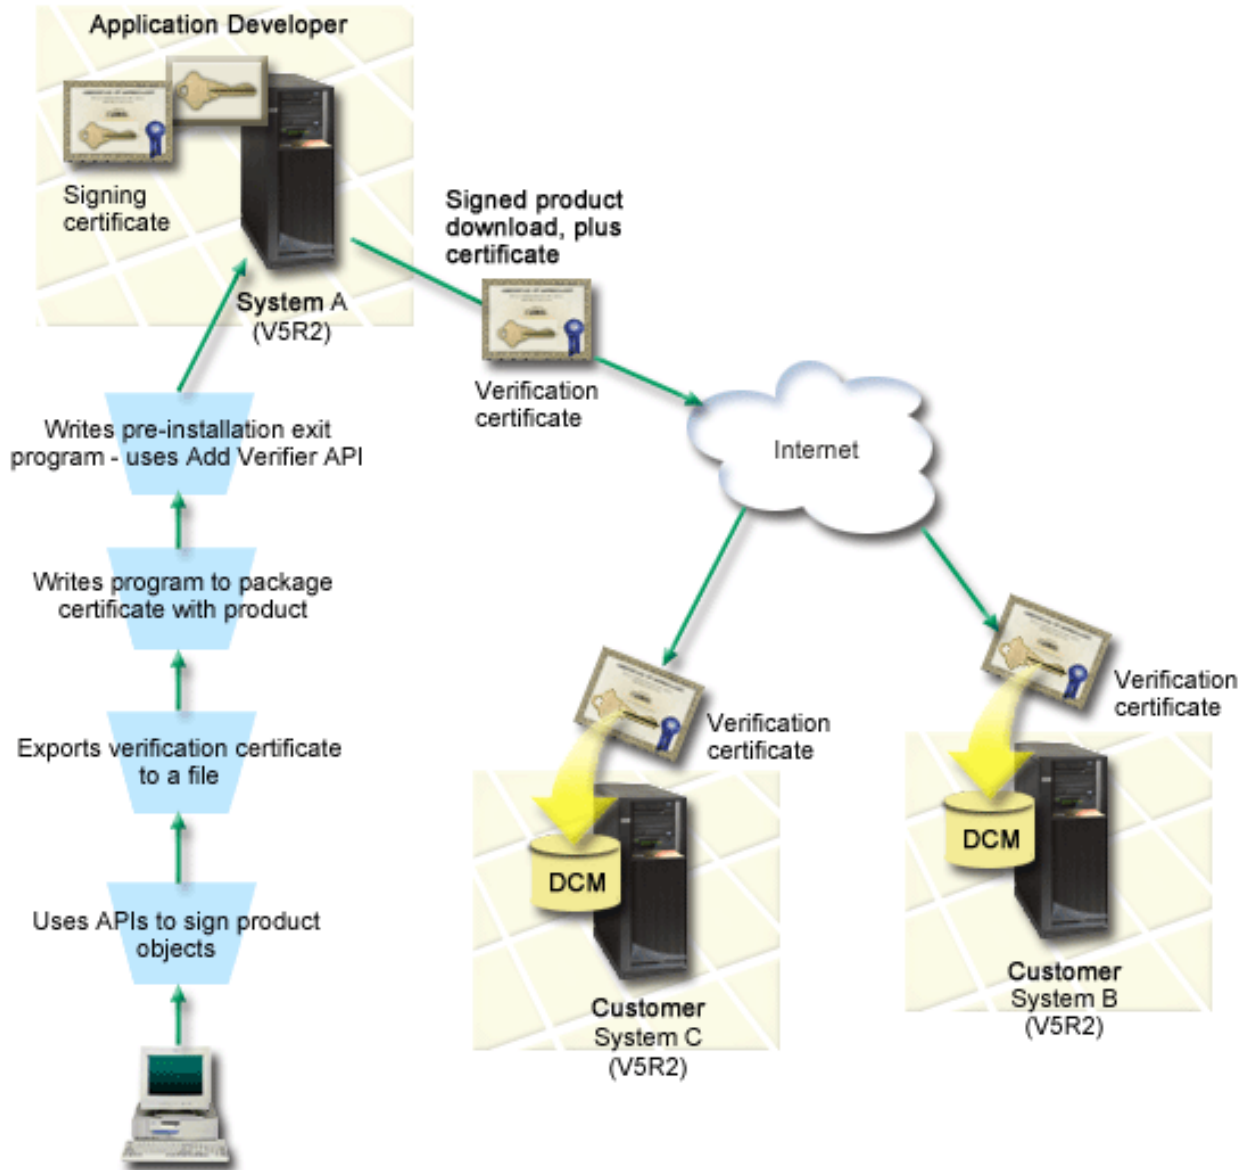 Application Developer
Signing
certificate
System A
(V5R2)
Signed product
download, plus
certificate
Verification
certificate
Internet
Writes pre-installation exit
program - uses Add Verifier API
Writes program to package
certificate with product
Exports verification certificate
to a file
Uses APIs to sign product
objects
Verification
certificate
DCM
Customer
System C
(V5R2)
Verification
certificate
DCM
Customer
System B
(V5R2)